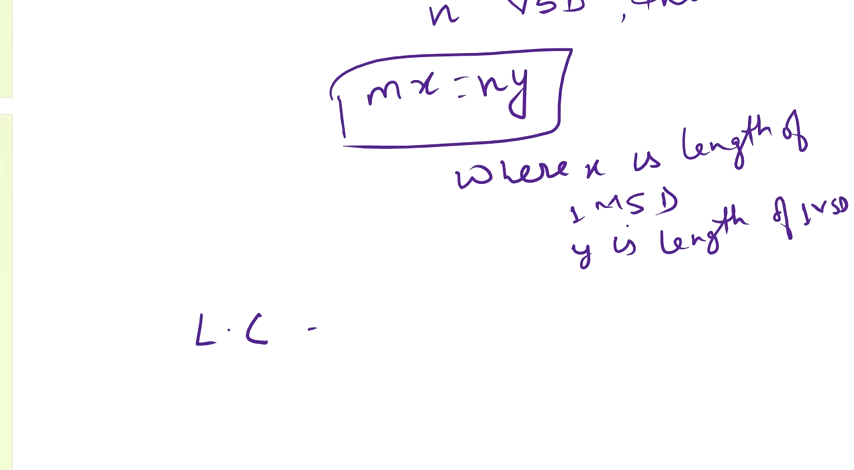 n VSD,
mx = ny
where x is length of
1 MSD
y is length of 1 VSD
L.C -